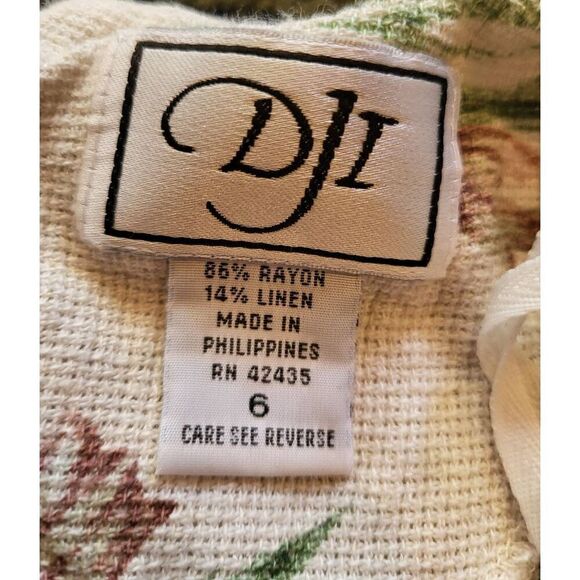 DJI
86% RAYON
14% LINEN
MADE IN
PHILIPPINES
RN 42435
6
CARE SEE REVERSE